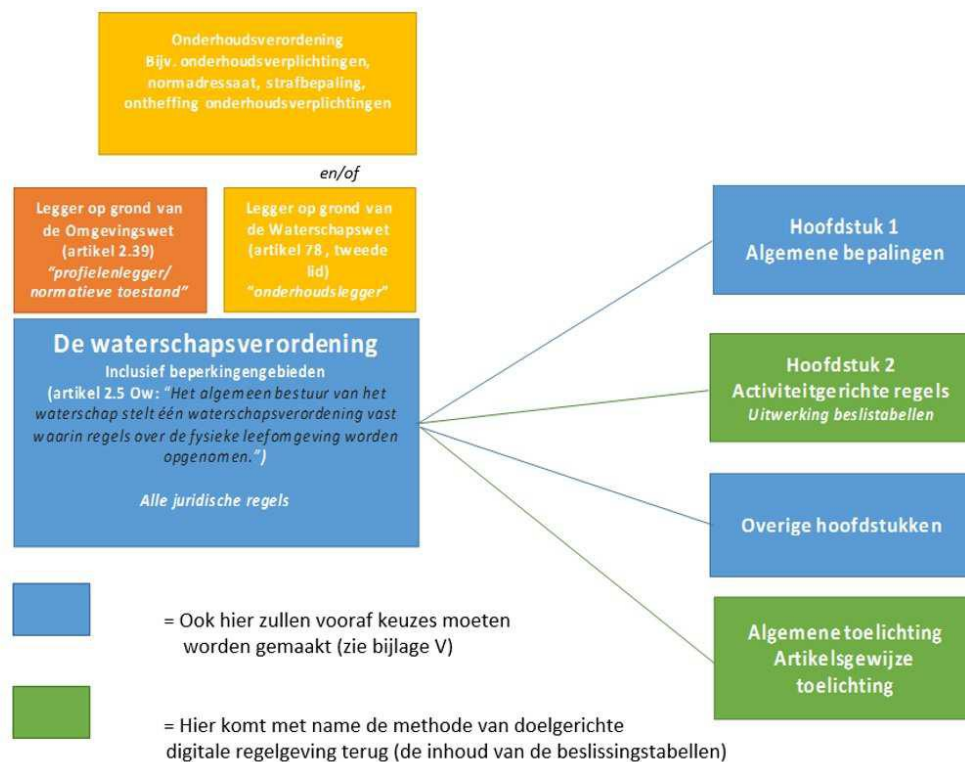 Onderhoudsverordening
Bijv. onderhoudsverplichtingen,
normadressaat, strafbepaling,
ontheffing onderhoudsverplichtingen
en/of
Legger op grond van
de Omgevingswet
(artikel 2.39)
“profielenlegger/
normatieve toestand”
Legger op grond van
de Waterschapswet
(artikel 78, tweede
lid)
“onderhoudslegger”
De waterschapsverordening
Inclusief beperkingengebieden
(artikel 2.5 Ow: “Het algemeen bestuur van het
waterschap stelt één waterschapsverordening vast
waarin regels over de fysieke leefomgeving worden
opgenomen.”)
Alle juridische regels
Hoofdstuk 1
Algemene bepalingen
Hoofdstuk 2
Activiteitgerichte regels
Uitwerking beslistabellen
Overige hoofdstukken
Algemene toelichting
Artikelsgewijze
toelichting
= Ook hier zullen vooraf keuzes moeten
worden gemaakt (zie bijlage V)
= Hier komt met name de methode van doelgerichte
digitale regelgeving terug (de inhoud van de beslissingstabellen)